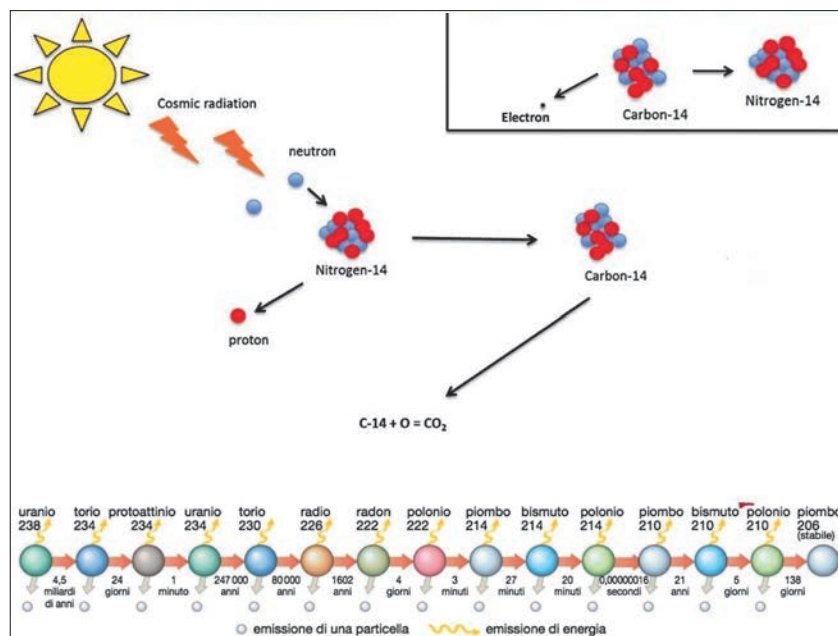 Cosmic radiation
neutron
Nitrogen-14
proton
Carbon-14
C-14 + O = CO₂
Electron
Carbon-14
Nitrogen-14
uranio 238
torio 234
protoattinio 234
uranio 234
torio 230
radio 226
radon 222
polonio 222
piombo 214
bismuto 214
polonio 214
piombo 210
bismuto 210
polonio 210
piombo 206 (stabile)
4,5 miliardi di anni
24 giorni
1 minuto
247 000 anni
80 000 anni
1602 anni
4 giorni
3 minuti
27 minuti
20 minuti
0,00000016 secondi
21 anni
5 giorni
138 giorni
emissione di una particella
emissione di energia